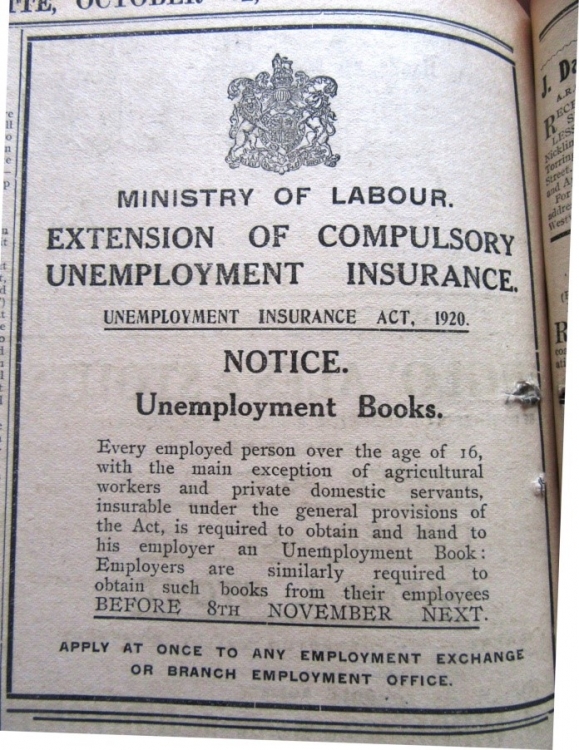 OCTOBER
MINISTRY OF LABOUR.
EXTENSION OF COMPULSORY
UNEMPLOYMENT INSURANCE.
UNEMPLOYMENT INSURANCE ACT, 1920.
NOTICE.
Unemployment Books.
Every employed person over the age of 16,
with the main exception of agricultural
workers and private domestic servants,
insurable under the general provisions of
the Act, is required to obtain and hand to
his employer an Unemployment Book:
Employers are similarly required to
obtain such books from their employees
BEFORE 8TH NOVEMBER NEXT.
APPLY AT ONCE TO ANY EMPLOYMENT EXCHANGE
OR BRANCH EMPLOYMENT OFFICE.
J.